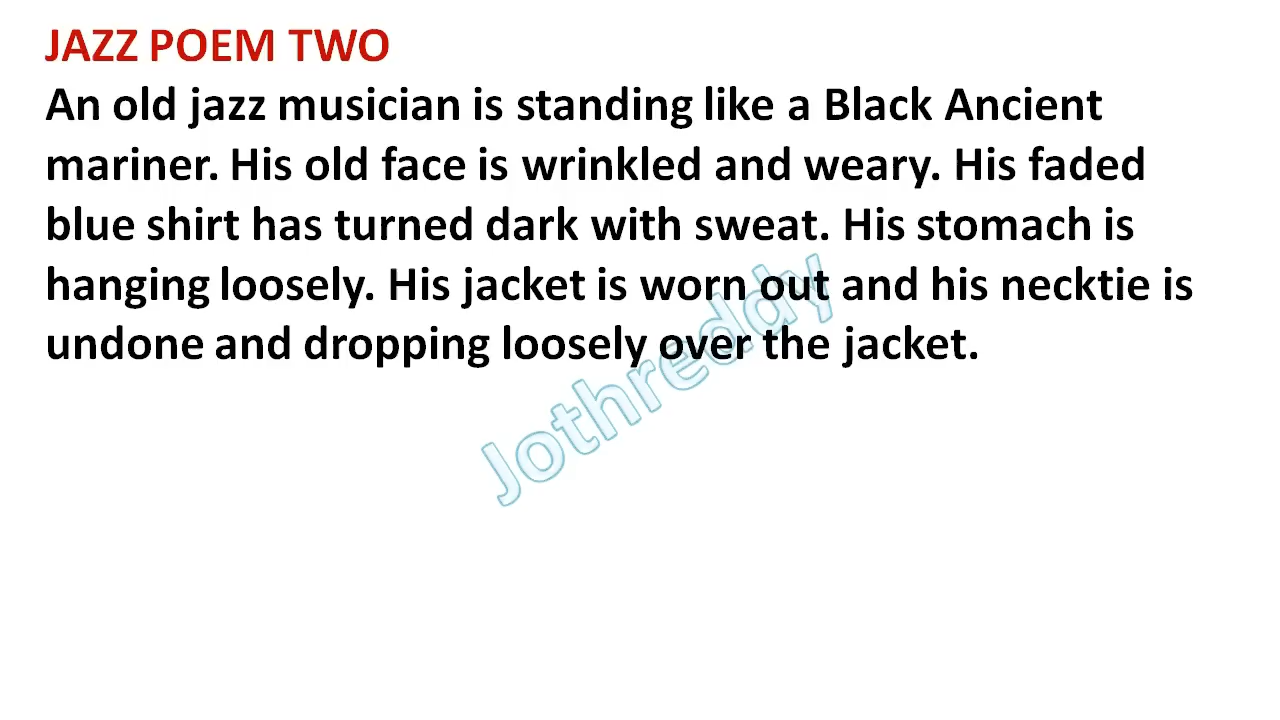 JAZZ POEM TWO
An old jazz musician is standing like a Black Ancient
mariner. His old face is wrinkled and weary. His faded
blue shirt has turned dark with sweat. His stomach is
hanging loosely. His jacket is worn out and his necktie is
undone and dropping loosely over the jacket.
Jothreddy